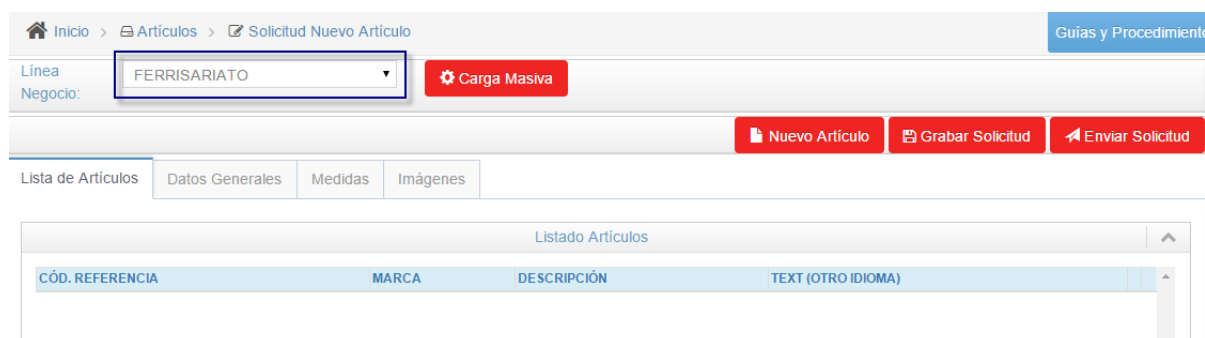 Inicio > Artículos > Solicitud Nuevo Artículo
Guías y Procedimiento
Línea
Negocio:
FERRISARIATO
Carga Masiva
Nuevo Artículo Grabar Solicitud Enviar Solicitud
Lista de Artículos Datos Generales Medidas Imágenes
Listado Artículos
CÓD. REFERENCIA MARCA DESCRIPCIÓN TEXT (OTRO IDIOMA)